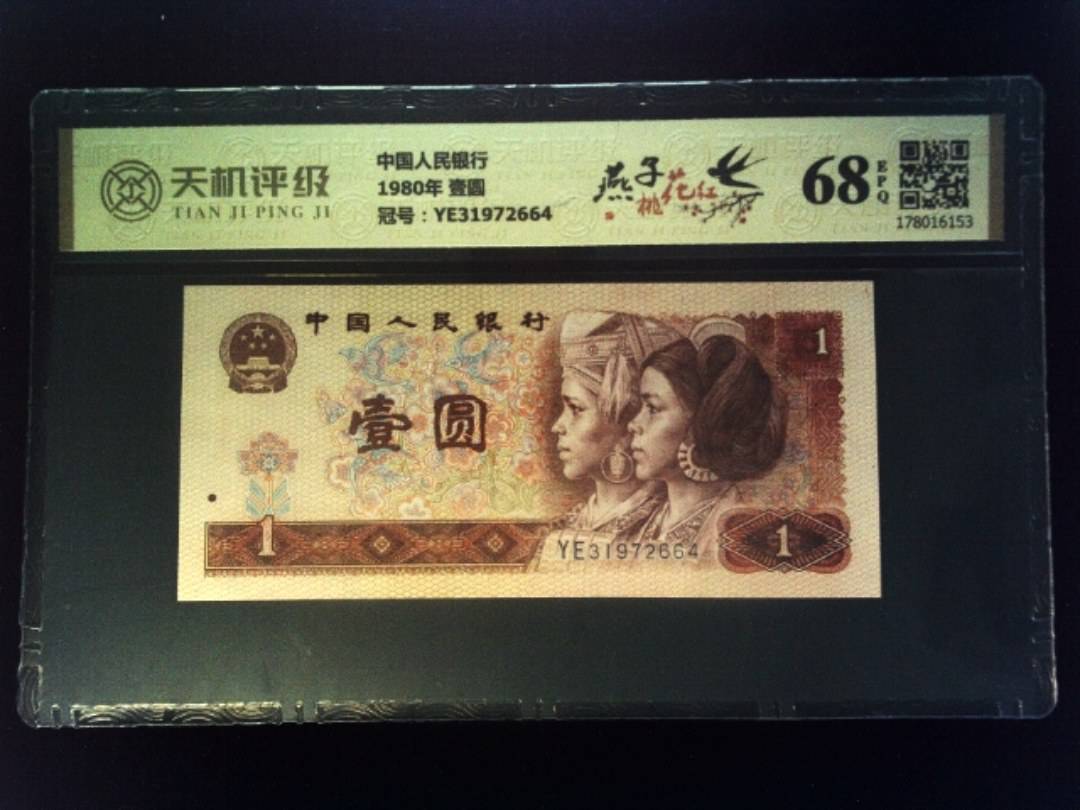 天机评级
TIAN JI PING JI
中国人民银行
1980年 壹圆
冠号：YE31972664
燕子
桃花红
68
EPQ
178016153
中国人民银行
壹圆
1
1
YE31972664
1